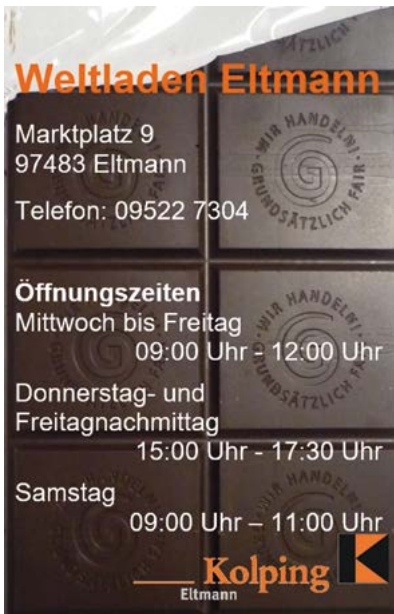 Weltladen Eltmann
Marktplatz 9
97483 Eltmann
Telefon: 09522 7304
WIR HANDELN!
GRUNDSÄTZLICH FAIR
Öffnungszeiten
Mittwoch bis Freitag
09:00 Uhr - 12:00 Uhr
Donnerstag- und
Freitagnachmittag
15:00 Uhr - 17:30 Uhr
Samstag
09:00 Uhr – 11:00 Uhr
Kolping
Eltmann